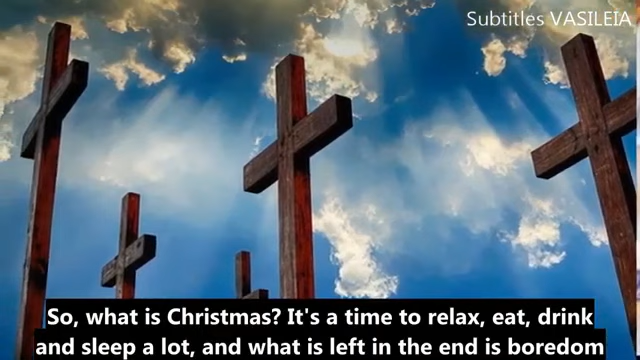 Subtitles VASILEIA
So, what is Christmas? It's a time to relax, eat, drink
and sleep a lot, and what is left in the end is boredom